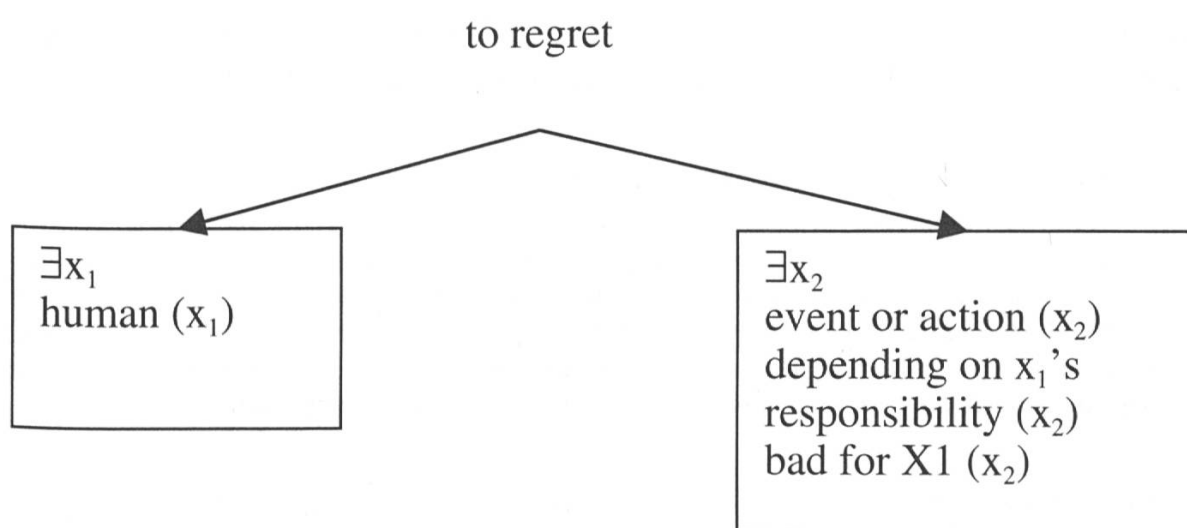 to regret
∃x₁
human (x₁)
∃x₂
event or action (x₂)
depending on x₁’s
responsibility (x₂)
bad for X1 (x₂)